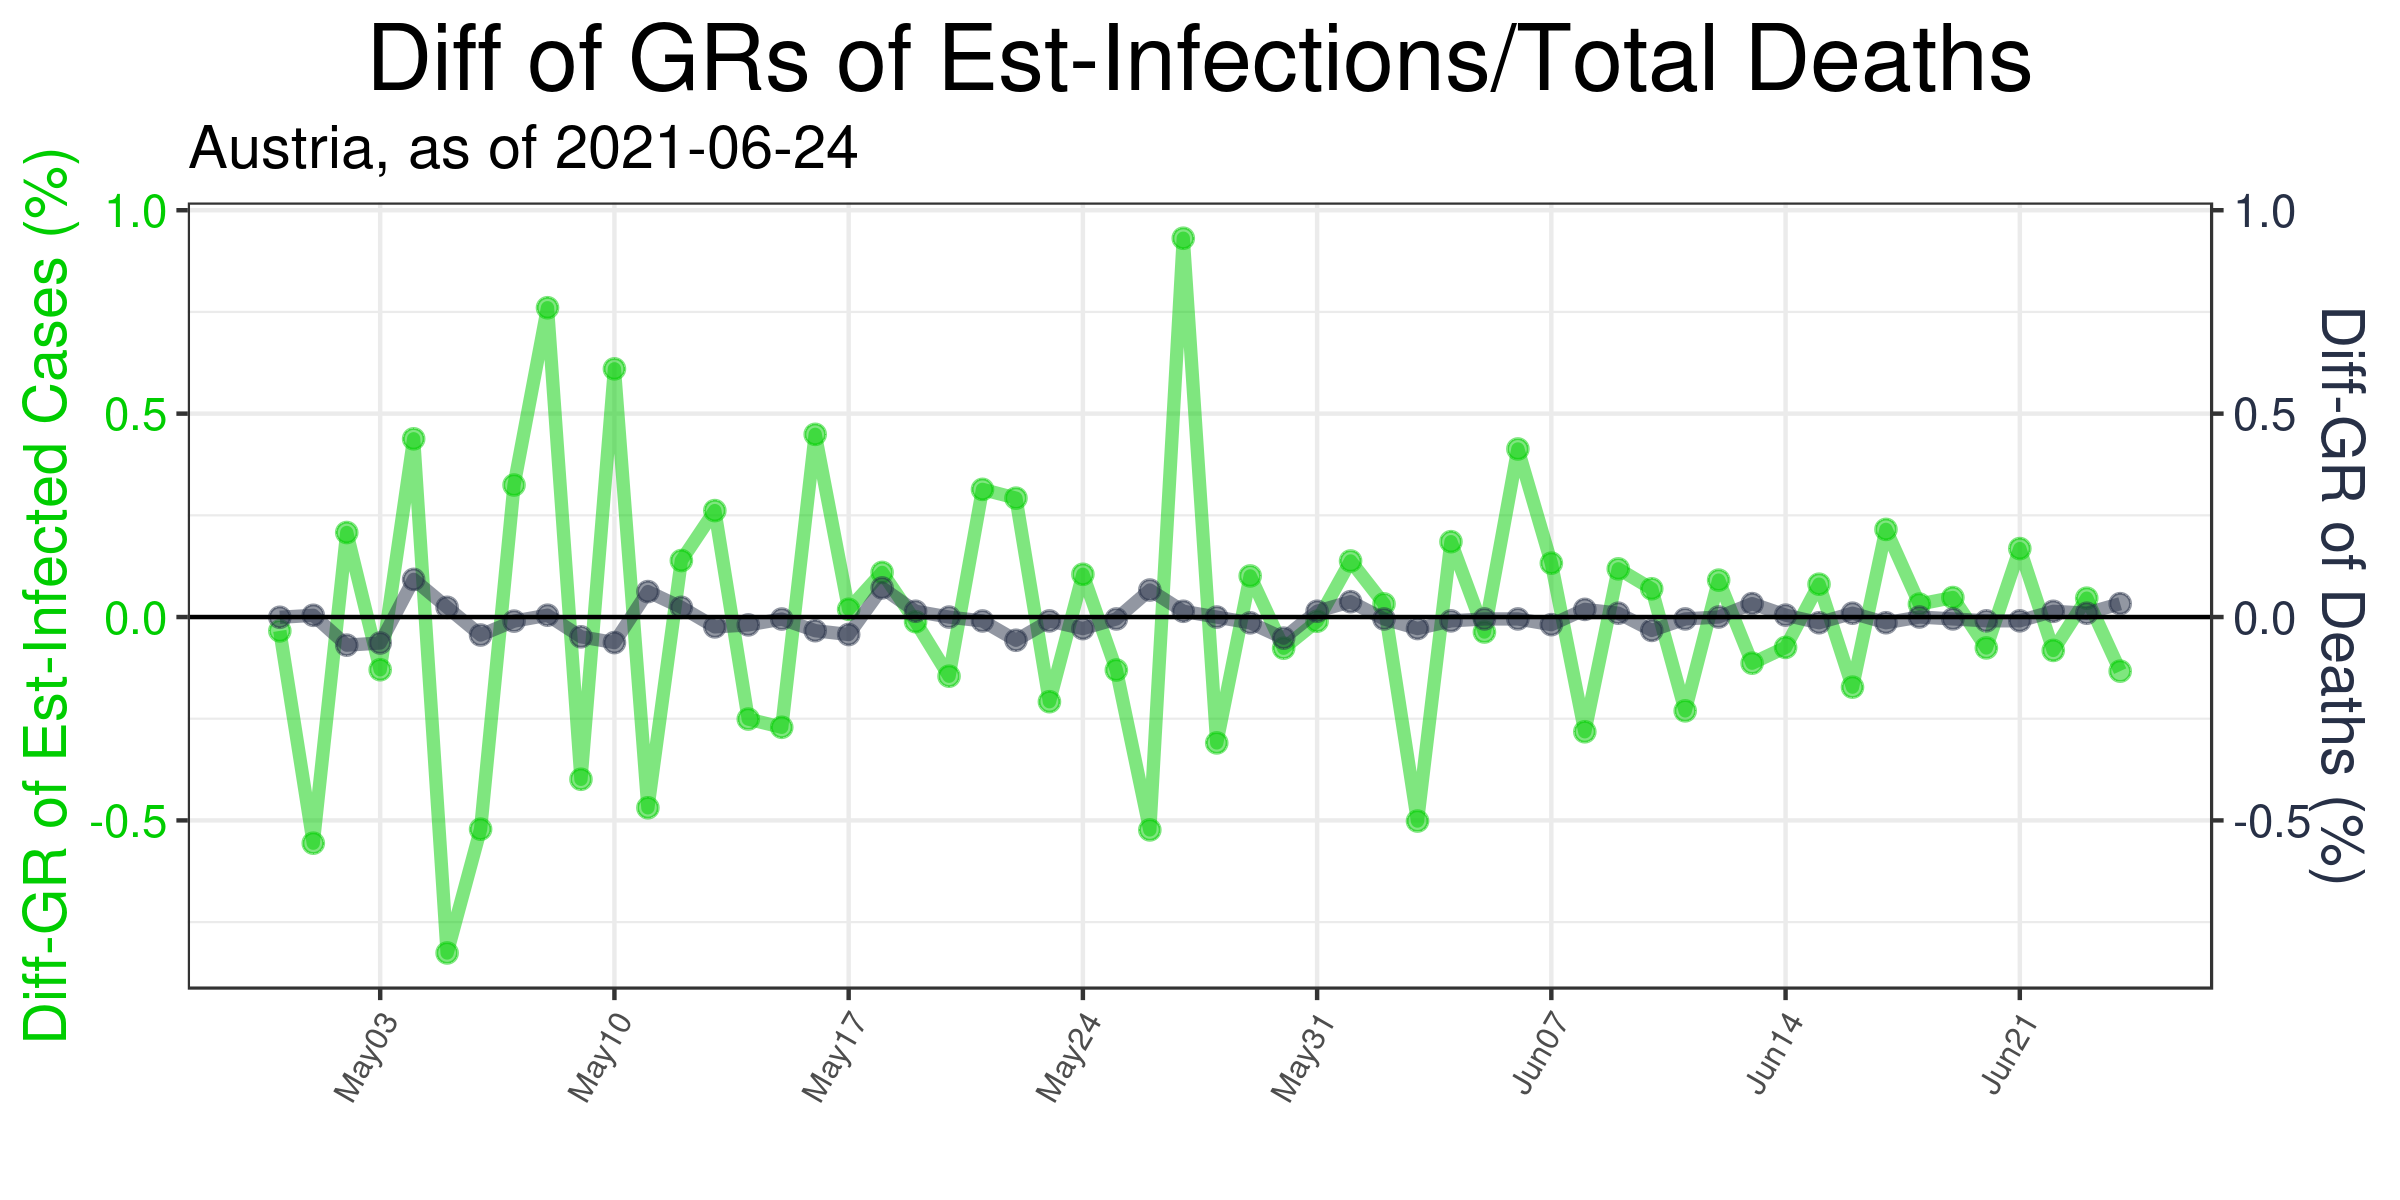 Diff of GRs of Est-Infections/Total Deaths
Austria, as of 2021-06-24
Diff-GR of Est-Infected Cases (%)
1.0
0.5
0.0
-0.5
1.0
0.5
0.0
-0.5
Diff-GR of Deaths (%)
May03
May10
May17
May24
May31
Jun07
Jun14
Jun21